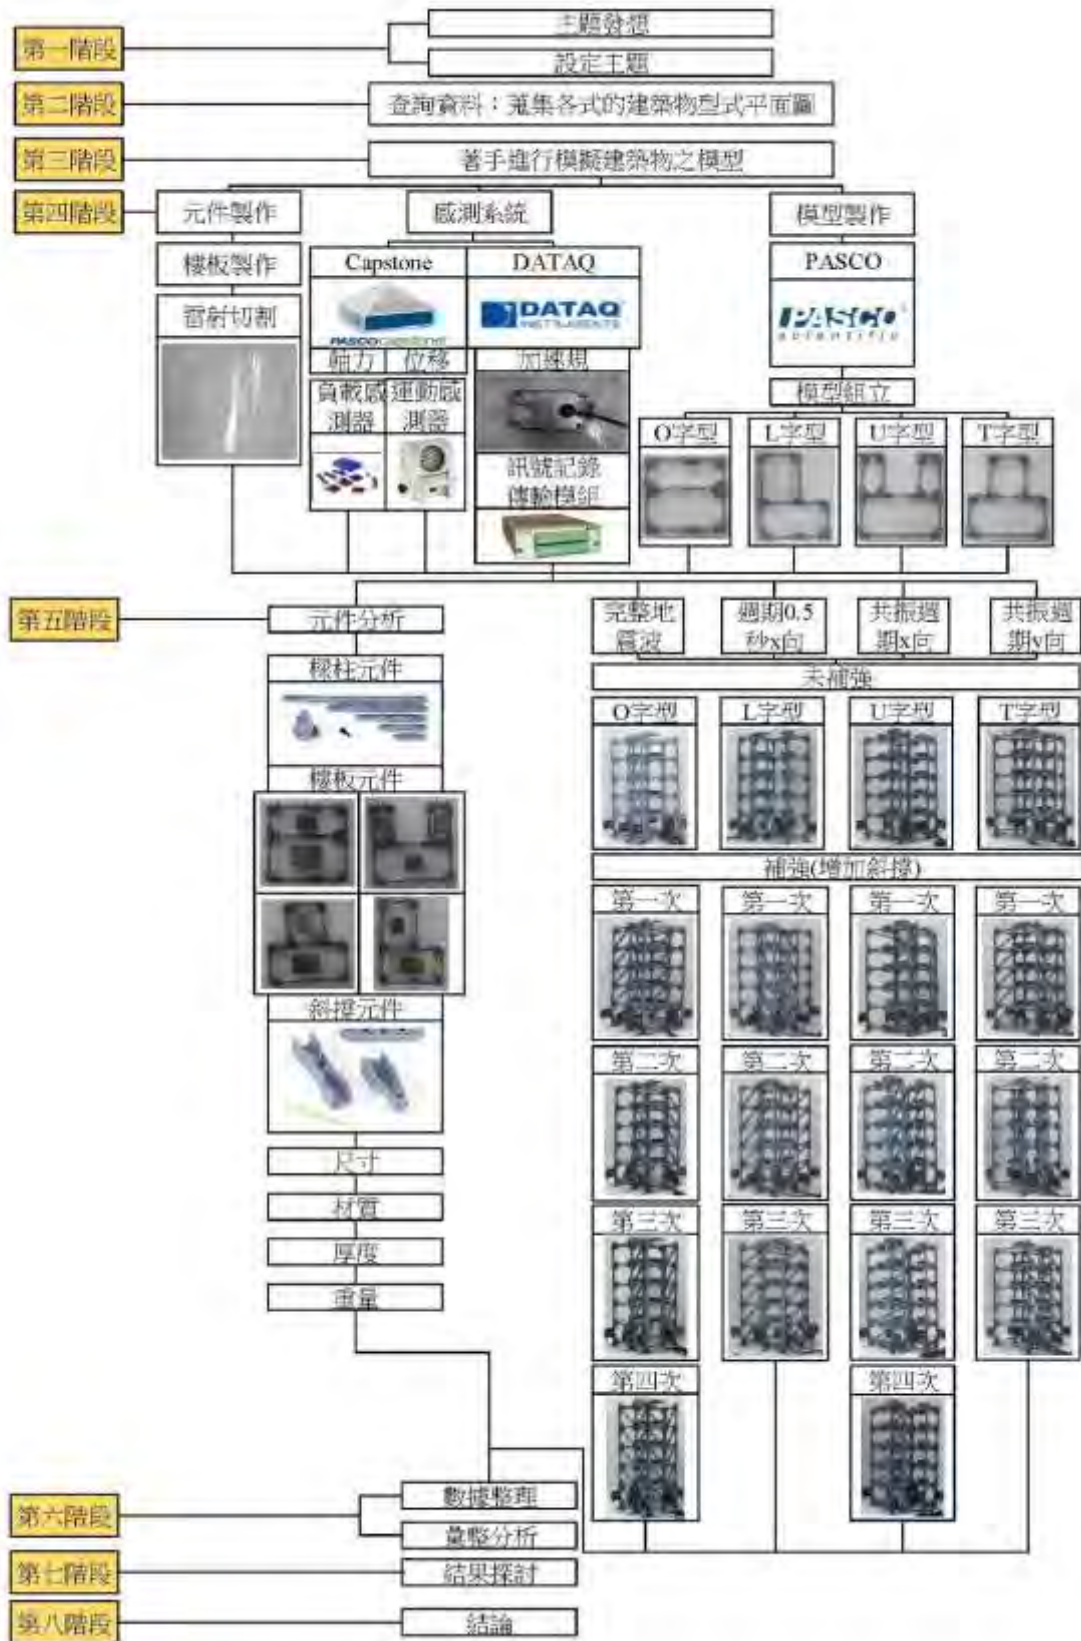 第一階段
主題發想
設定主題
第二階段
查詢資料：蒐集各式的建築物型式平面圖
第三階段
著手進行模擬建築物之模型
第四階段
元件製作
感測系統
模型製作
樓板製作
Capstone
DATAQ
PASCO
雷射切割
PASCO Capstone
DATAQ
INSTRUMENTS
PASCO
scientific
軸力
位移
加速規
模型組立
負載感
測器
運動感
測器
O字型
L字型
U字型
T字型
訊號記錄
傳輸模組
第五階段
元件分析
完整地
震波
週期0.5
秒x向
共振週
期x向
共振週
期y向
樑柱元件
未補強
O字型
L字型
U字型
T字型
樓板元件
補強(增加斜撐)
第一次
第一次
第一次
第一次
斜撐元件
第二次
第二次
第二次
第二次
尺寸
材質
第三次
第三次
第三次
第三次
厚度
重量
第四次
第四次
第六階段
數據整理
彙整分析
第七階段
結果探討
第八階段
結論